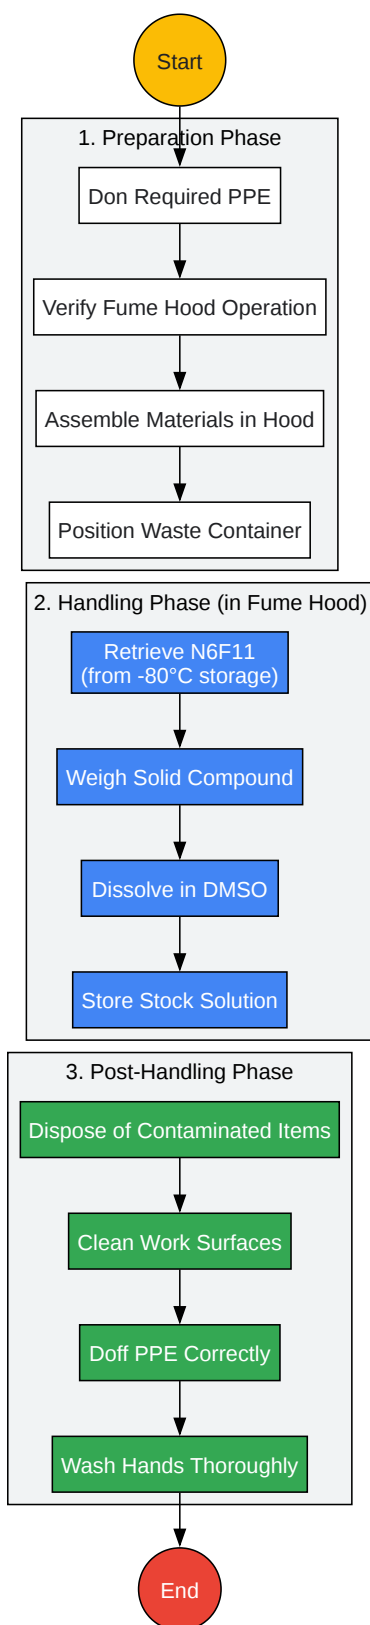 Start
1. Preparation Phase
Don Required PPE
Verify Fume Hood Operation
Assemble Materials in Hood
Position Waste Container
2. Handling Phase (in Fume Hood)
Retrieve N6F11
(from -80°C storage)
Weigh Solid Compound
Dissolve in DMSO
Store Stock Solution
3. Post-Handling Phase
Dispose of Contaminated Items
Clean Work Surfaces
Doff PPE Correctly
Wash Hands Thoroughly
End